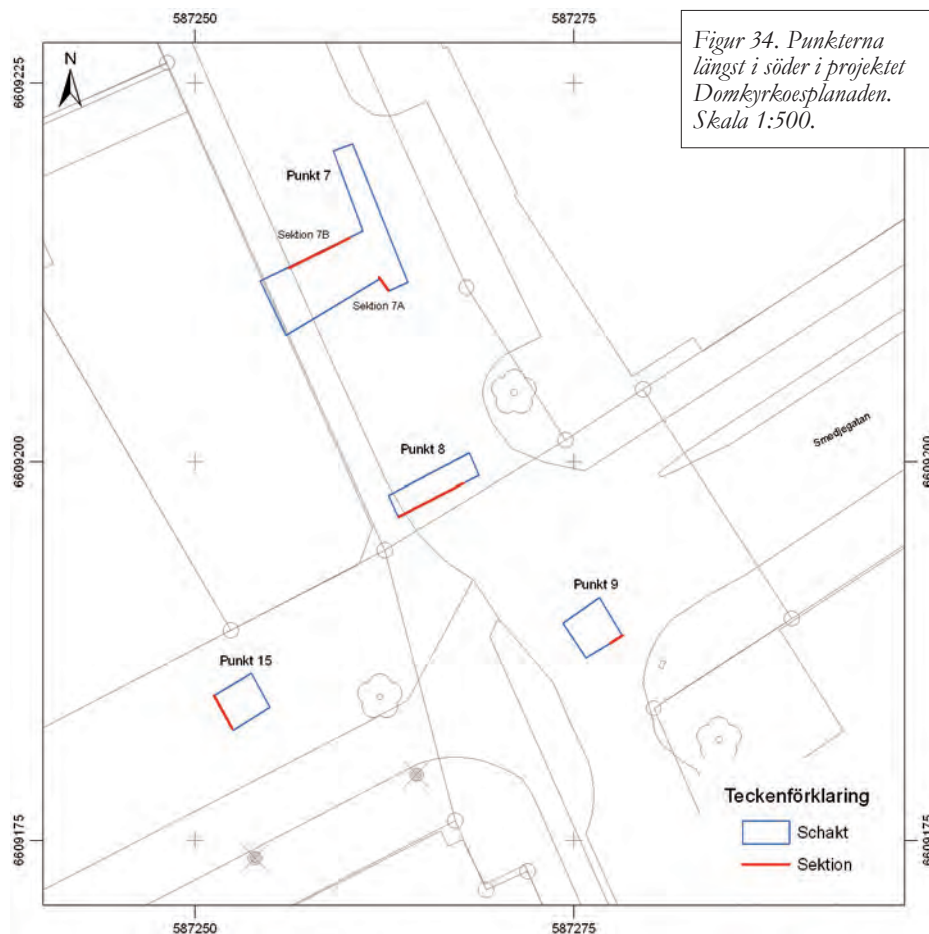 587250
587275
Figur 34. Punkterna
längst i söder i projektet
Domkyrkoesplanaden.
Skala 1:500.
N
6609225
Punkt 7
Sektion 7B
Sektion 7A
Smedjegatan
Punkt 8
6609200
6609200
Punkt 9
Punkt 15
Teckenförklaring
Schakt
Sektion
6609175
6609175
587250
587275